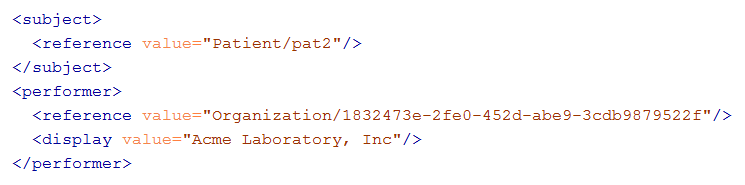 <subject>
  <reference value="Patient/pat2"/>
</subject>
<performer>
  <reference value="Organization/1832473e-2fe0-452d-abe9-3cdb9879522f"/>
  <display value="Acme Laboratory, Inc"/>
</performer>